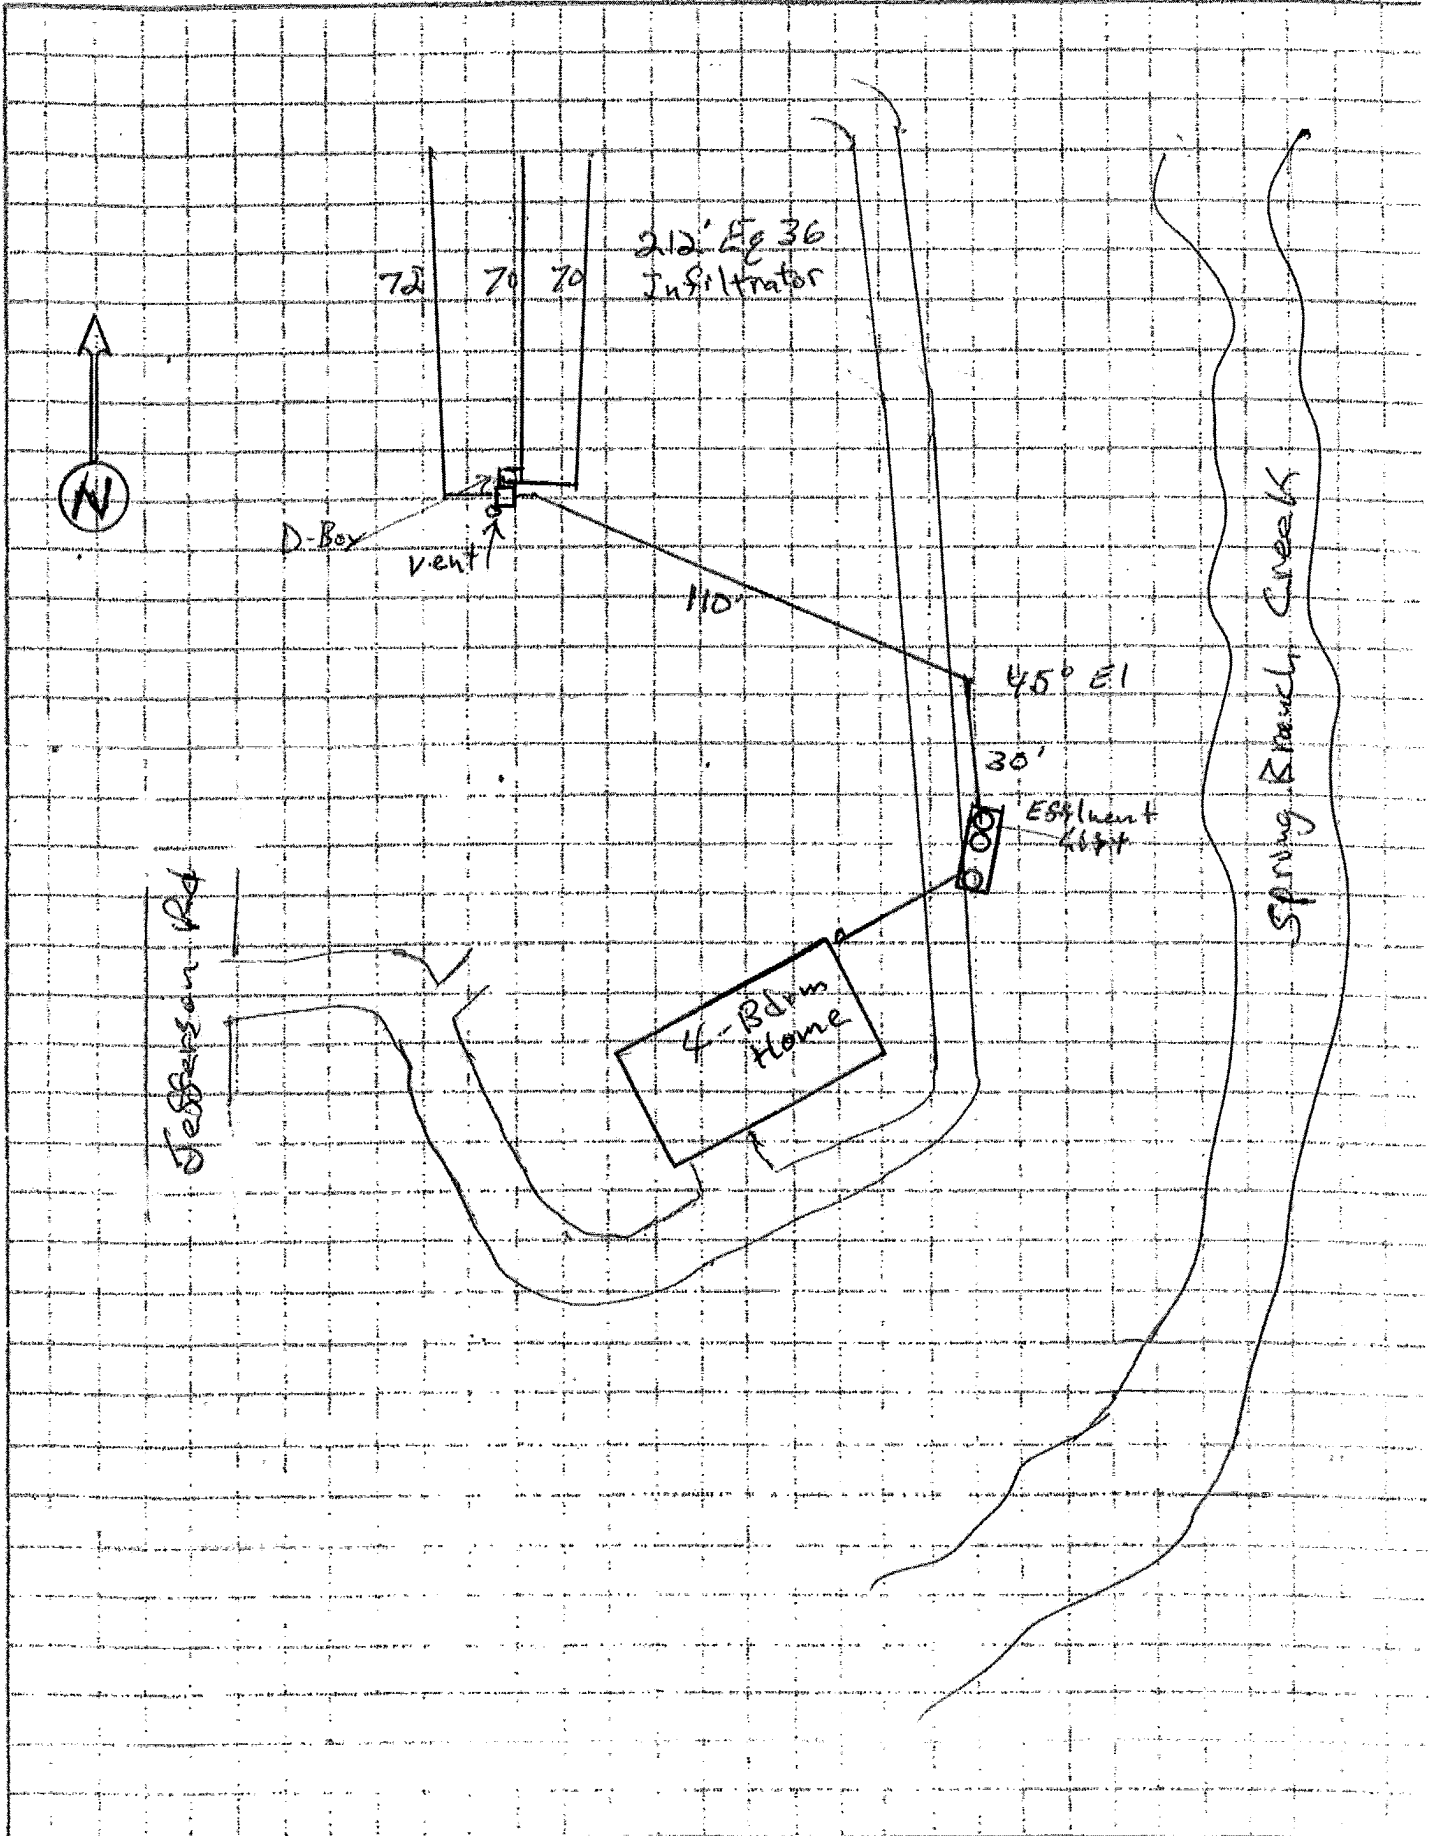 212' Eq 36
Infiltrator
72
70
70
N
D-Box
vent
110'
45° El
30'
Effluent
Lift
Spring Branch Creek
Jefferson Rd
4-Bdrm
Home